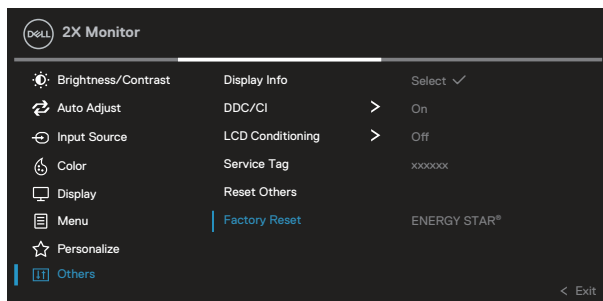 DELL 2X Monitor
Brightness/Contrast Display Info Select ✓
Auto Adjust DDC/CI > On
Input Source LCD Conditioning > Off
Color Service Tag xxxxxx
Display Reset Others
Menu Factory Reset ENERGY STAR®
Personalize
Others
< Exit